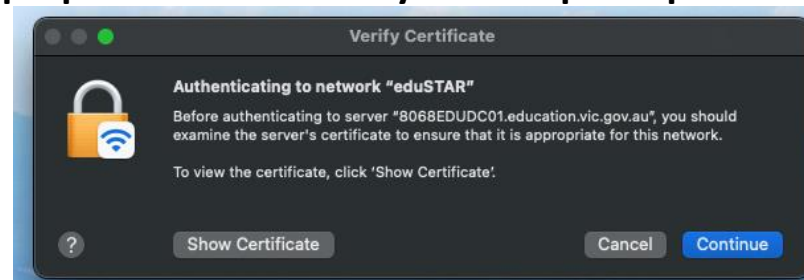 Verify Certificate
Authenticating to network “eduSTAR”
Before authenticating to server “8068EDUDC01.education.vic.gov.au”, you should
examine the server's certificate to ensure that it is appropriate for this network.
To view the certificate, click ‘Show Certificate’.
? Show Certificate Cancel Continue